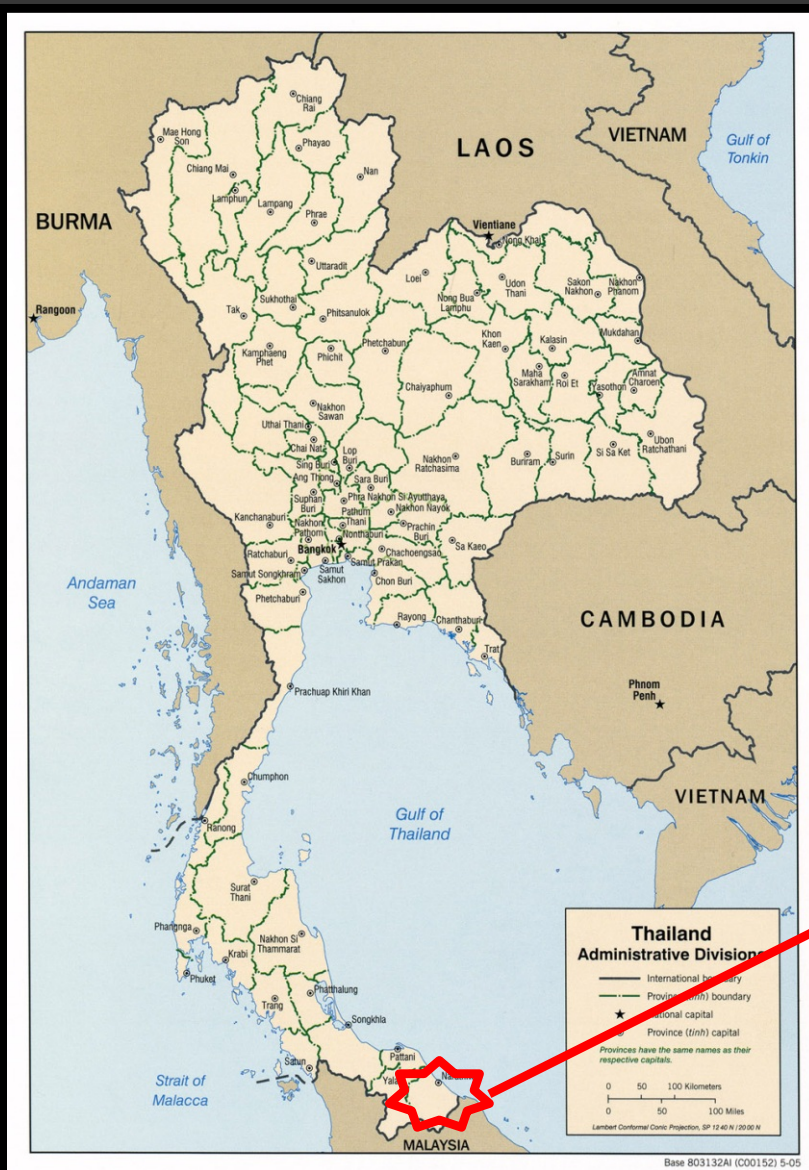 Chiang
Rai
Mae Hong
Son
Phayao
Chiang Mai
Nan
Lamphun
Lampang
Phrae
LAOS
VIETNAM
Gulf of
Tonkin
BURMA
Vientiane
Nong Khai
Uttaradit
Loei
Udon
Thani
Sakon
Nakhon
Nakhon
Phanom
Nong Bua
Lamphu
Rangoon
Tak
Sukhothai
Phitsanulok
Phetchabun
Khon
Kaen
Kalasin
Mukdahan
Kamphaeng
Phet
Phichit
Chaiyaphum
Maha
Sarakham
Roi Et
Yasothon
Amnat
Charoen
Nakhon
Sawan
Uthai Thani
Chai Nat
Lop
Buri
Sing Buri
Nakhon
Ratchasima
Buriram
Surin
Si Sa Ket
Ubon
Ratchathani
Ang Thong
Sara Buri
Suphan
Buri
Phra Nakhon Si Ayutthaya
Nakhon Nayok
Pathum
Thani
Kanchanaburi
Nakhon
Pathom
Nonthaburi
Prachin
Buri
Bangkok
Ratchaburi
Chachoengsao
Sa Kaeo
Samut Prakan
Samut Songkhram
Samut
Sakhon
Chon Buri
Phetchaburi
Rayong
Chanthaburi
Trat
Andaman
Sea
CAMBODIA
Prachuap Khiri Khan
Phnom
Penh
Chumphon
VIETNAM
Ranong
Gulf of
Thailand
Surat
Thani
Phangnga
Nakhon Si
Thammarat
Krabi
Phuket
Phatthalung
Trang
Songkhla
Satun
Pattani
Strait of
Malacca
MALAYSIA
Thailand
Administrative Divisions
International boundary
Province (tinh) boundary
National capital
Province (tinh) capital
Provinces have the same names as their
respective capitals.
0 50 100 Kilometers
0 50 100 Miles
Lambert Conformal Conic Projection, SP 12 40 N / 20 00 N
Base 803132AI (C00152) 5-05